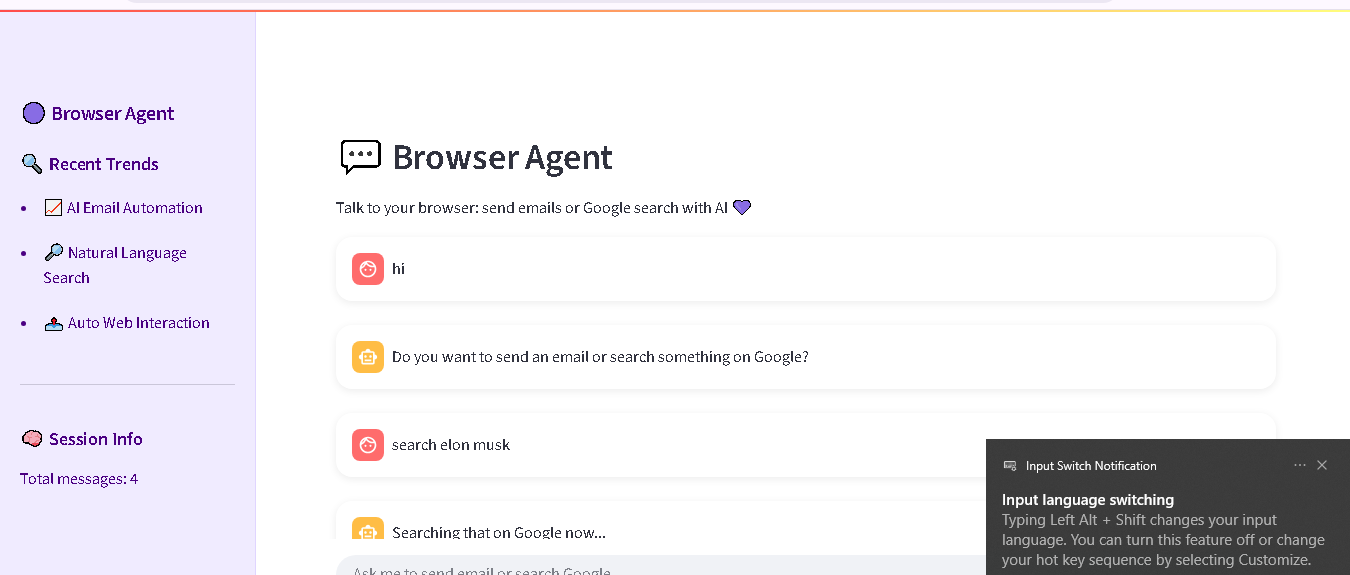 Browser Agent
Recent Trends
AI Email Automation
Natural Language
Search
Auto Web Interaction
Session Info
Total messages: 4
Browser Agent
Talk to your browser: send emails or Google search with AI
hi
Do you want to send an email or search something on Google?
search elon musk
Searching that on Google now...
Ask me to send email or search Google
Input Switch Notification
Input language switching
Typing Left Alt + Shift changes your input
language. You can turn this feature off or change
your hot key sequence by selecting Customize.